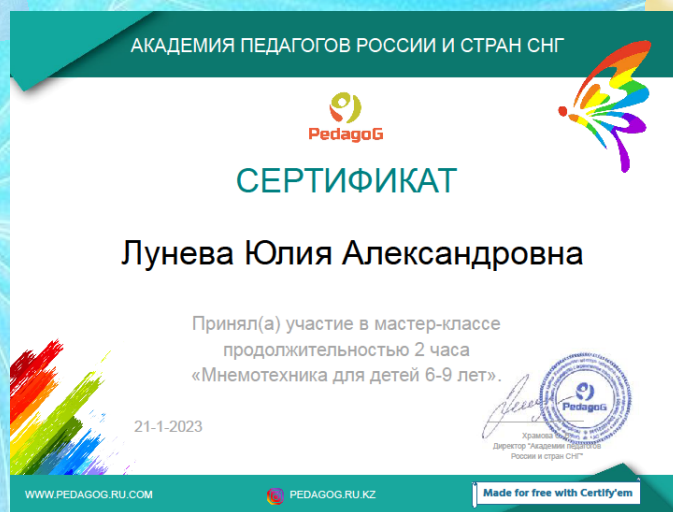 АКАДЕМИЯ ПЕДАГОГОВ РОССИИ И СТРАН СНГ
PedagoG
СЕРТИФИКАТ
Лунева Юлия Александровна
Принял(а) участие в мастер-классе
продолжительностью 2 часа
«Мнемотехника для детей 6-9 лет».
PedagoG
21-1-2023
Храмова
Директор "Академии педагогов
России и стран СНГ"
WWW.PEDAGOG.RU.COM
PEDAGOG.RU.KZ
Made for free with Certify'em